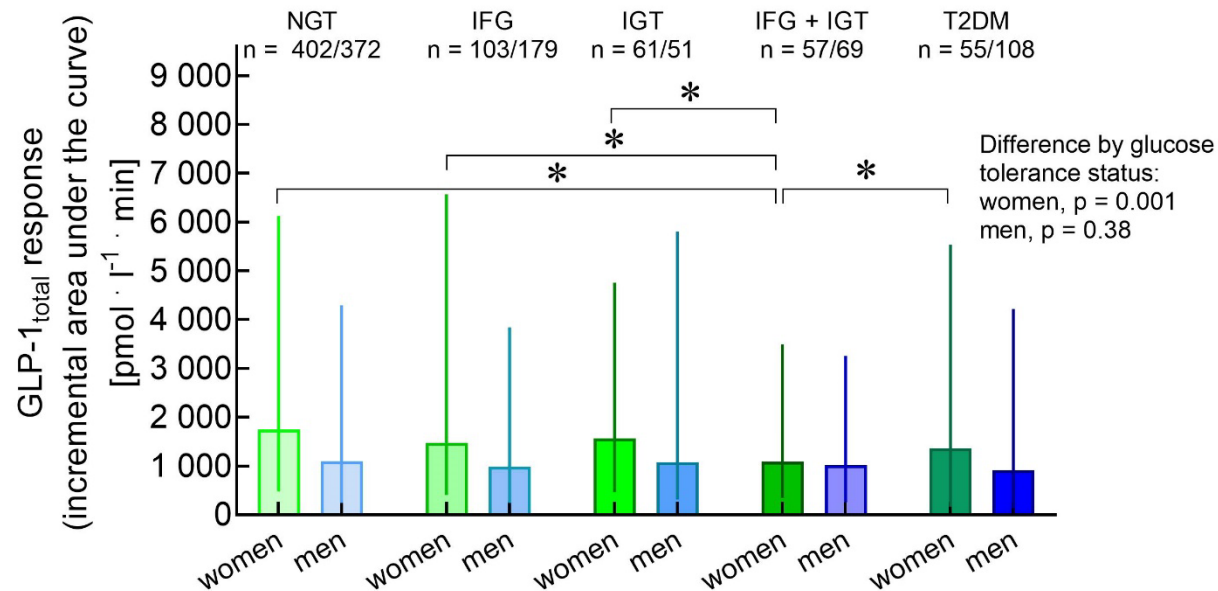 NGT IFG IGT IFG + IGT T2DM
n = 402/372 n = 103/179 n = 61/51 n = 57/69 n = 55/108
GLP-1total response
(incremental area under the curve)
[pmol · l-1 · min]
9 000
8 000
7 000
6 000
5 000
4 000
3 000
2 000
1 000
0
*
*
* *
Difference by glucose
tolerance status:
women, p = 0.001
men, p = 0.38
women men women men women men women men women men